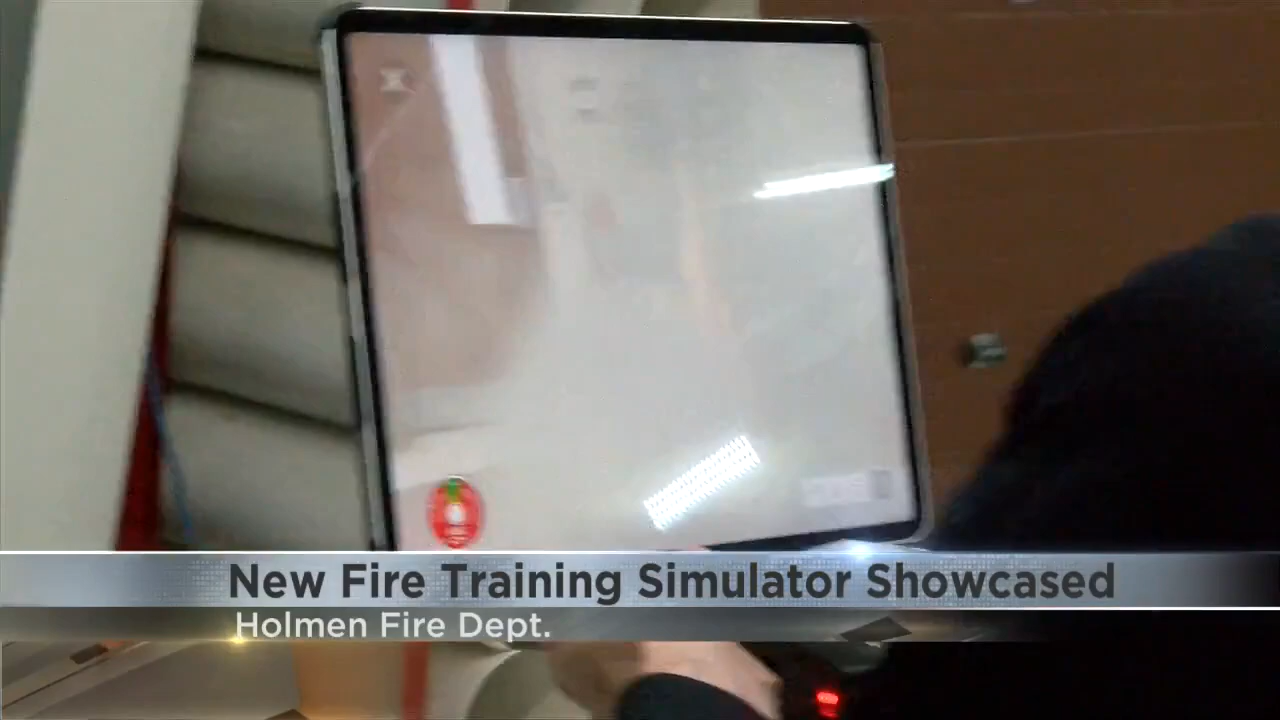 New Fire Training Simulator Showcased
Holmen Fire Dept.